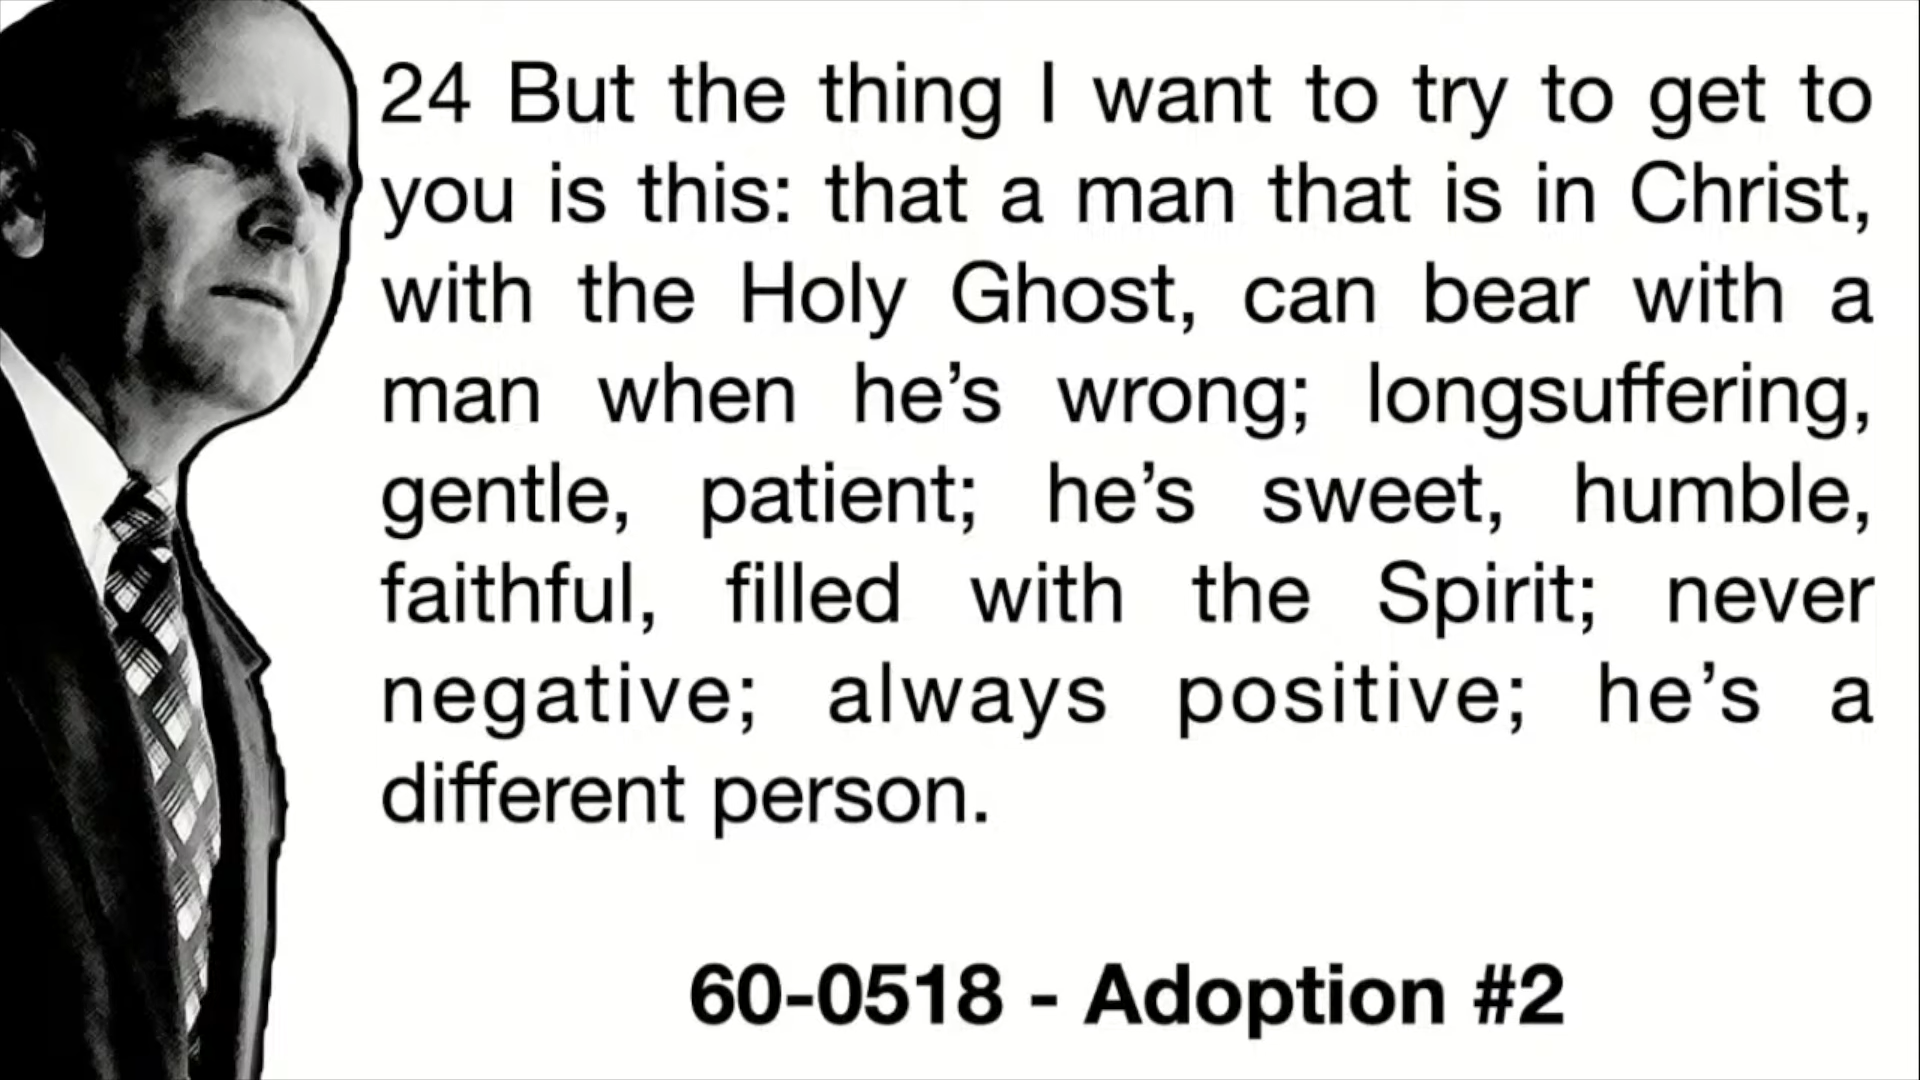 24 But the thing I want to try to get to
you is this: that a man that is in Christ,
with the Holy Ghost, can bear with a
man when he’s wrong; longsuffering,
gentle, patient; he’s sweet, humble,
faithful, filled with the Spirit; never
negative; always positive; he’s a
different person.
60-0518 - Adoption #2